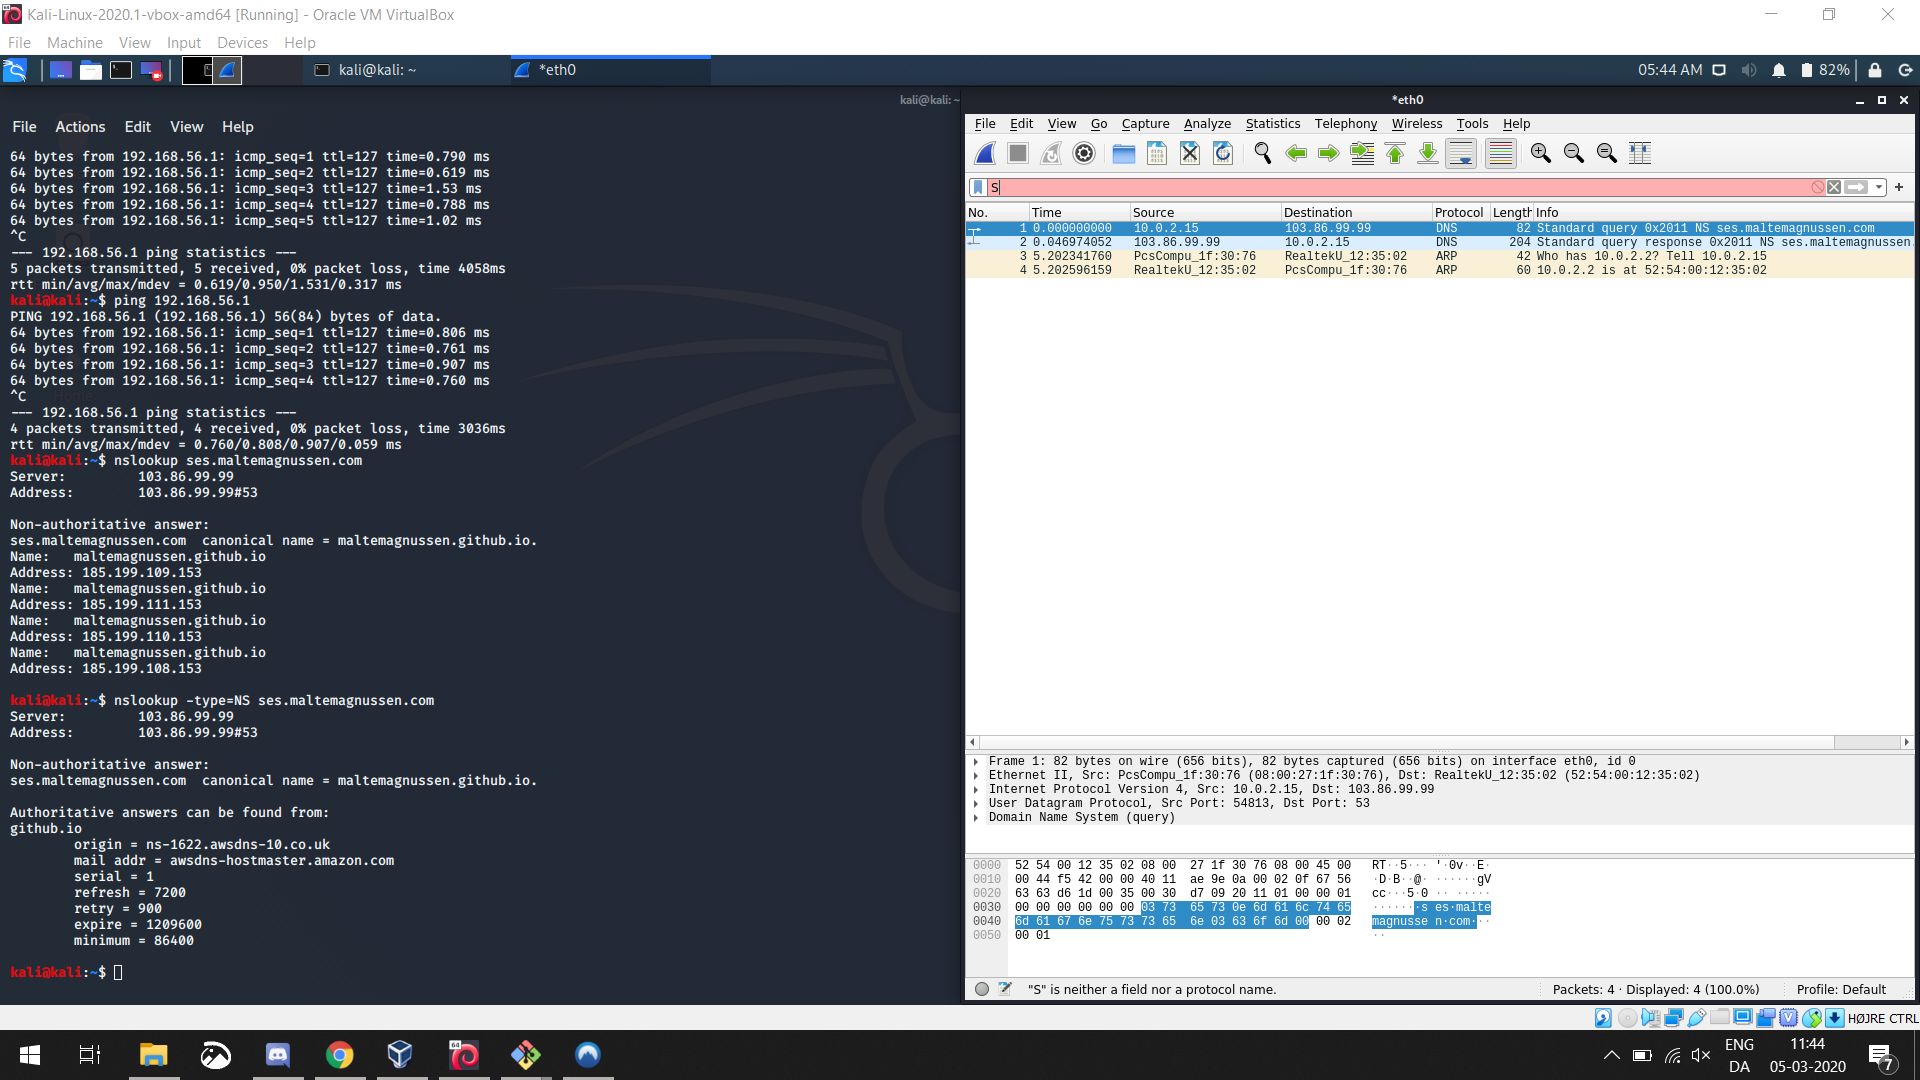 Kali-Linux-2020.1-vbox-amd64 [Running] - Oracle VM VirtualBox
File Machine View Input Devices Help
kali@kali: ~
*eth0
05:44 AM
82%
kali@kali: ~
File Actions Edit View Help
64 bytes from 192.168.56.1: icmp_seq=1 ttl=127 time=0.790 ms
64 bytes from 192.168.56.1: icmp_seq=2 ttl=127 time=0.619 ms
64 bytes from 192.168.56.1: icmp_seq=3 ttl=127 time=1.53 ms
64 bytes from 192.168.56.1: icmp_seq=4 ttl=127 time=0.788 ms
64 bytes from 192.168.56.1: icmp_seq=5 ttl=127 time=1.02 ms
^C
--- 192.168.56.1 ping statistics ---
5 packets transmitted, 5 received, 0% packet loss, time 4058ms
rtt min/avg/max/mdev = 0.619/0.950/1.531/0.317 ms
kali@kali:~$ ping 192.168.56.1
PING 192.168.56.1 (192.168.56.1) 56(84) bytes of data.
64 bytes from 192.168.56.1: icmp_seq=1 ttl=127 time=0.806 ms
64 bytes from 192.168.56.1: icmp_seq=2 ttl=127 time=0.761 ms
64 bytes from 192.168.56.1: icmp_seq=3 ttl=127 time=0.907 ms
64 bytes from 192.168.56.1: icmp_seq=4 ttl=127 time=0.760 ms
^C
--- 192.168.56.1 ping statistics ---
4 packets transmitted, 4 received, 0% packet loss, time 3036ms
rtt min/avg/max/mdev = 0.760/0.808/0.907/0.059 ms
kali@kali:~$ nslookup ses.maltemagnussen.com
Server: 103.86.99.99
Address: 103.86.99.99#53
Non-authoritative answer:
ses.maltemagnussen.com canonical name = maltemagnussen.github.io.
Name: maltemagnussen.github.io
Address: 185.199.109.153
Name: maltemagnussen.github.io
Address: 185.199.111.153
Name: maltemagnussen.github.io
Address: 185.199.110.153
Name: maltemagnussen.github.io
Address: 185.199.108.153
kali@kali:~$ nslookup -type=NS ses.maltemagnussen.com
Server: 103.86.99.99
Address: 103.86.99.99#53
Non-authoritative answer:
ses.maltemagnussen.com canonical name = maltemagnussen.github.io.
Authoritative answers can be found from:
github.io
origin = ns-1622.awsdns-10.co.uk
mail addr = awsdns-hostmaster.amazon.com
serial = 1
refresh = 7200
retry = 900
expire = 1209600
minimum = 86400
kali@kali:~$
*eth0
File Edit View Go Capture Analyze Statistics Telephony Wireless Tools Help
S
No. Time Source Destination Protocol Length Info
1 0.000000000 10.0.2.15 103.86.99.99 DNS 82 Standard query 0x2011 NS ses.maltemagnussen.com
2 0.046974052 103.86.99.99 10.0.2.15 DNS 204 Standard query response 0x2011 NS ses.maltemagnussen.
3 5.202341760 PcsCompu_1f:30:76 RealtekU_12:35:02 ARP 42 Who has 10.0.2.2? Tell 10.0.2.15
4 5.202596159 RealtekU_12:35:02 PcsCompu_1f:30:76 ARP 60 10.0.2.2 is at 52:54:00:12:35:02
Frame 1: 82 bytes on wire (656 bits), 82 bytes captured (656 bits) on interface eth0, id 0
Ethernet II, Src: PcsCompu_1f:30:76 (08:00:27:1f:30:76), Dst: RealtekU_12:35:02 (52:54:00:12:35:02)
Internet Protocol Version 4, Src: 10.0.2.15, Dst: 103.86.99.99
User Datagram Protocol, Src Port: 54813, Dst Port: 53
Domain Name System (query)
0000 52 54 00 12 35 02 08 00 27 1f 30 76 08 00 45 00 RT··5··· '·0v··E·
0010 00 44 f5 42 00 00 40 11 ae 9e 0a 00 02 0f 67 56 ·D·B··@· ······gV
0020 63 63 d6 1d 00 35 00 30 d7 09 20 11 01 00 00 01 cc···5·0 ·· ·····
0030 00 00 00 00 00 00 03 73 65 73 0e 6d 61 6c 74 65 ·······s es·malte
0040 6d 61 67 6e 75 73 73 65 6e 03 63 6f 6d 00 00 02 magnusse n·com···
0050 00 01 ··
"S" is neither a field nor a protocol name.
Packets: 4 · Displayed: 4 (100.0%)
Profile: Default
HØJRE CTRL
64
ENG
DA
11:44
05-03-2020
7